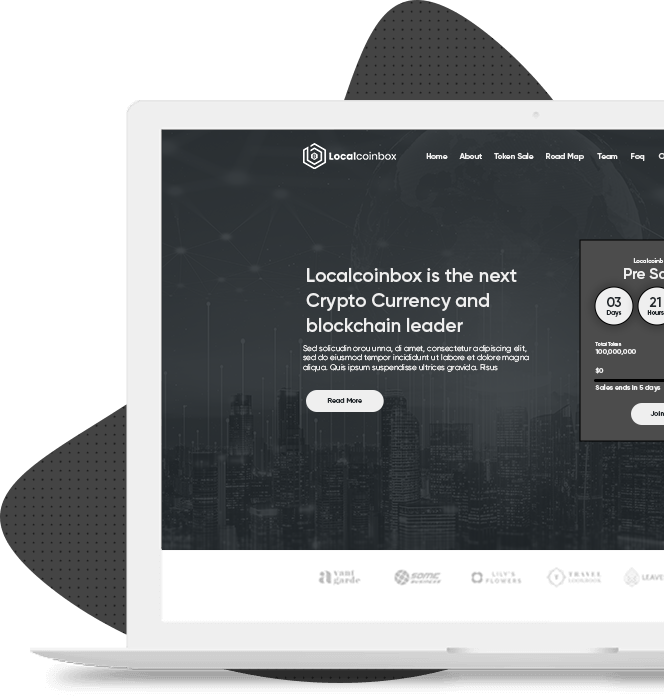 Localcoinbox
Home About Token Sale Road Map Team Faq
Localcoinbox is the next
Crypto Currency and
blockchain leader
Sed solicudin orou unna, di amet, consectetur adipiscing elit,
sed do eiusmod tempor incididunt ut labore et dolore magna
aliqua. Quis ipsum suspendisse ultrices gravida. Risus
Read More
Localcoinb
Pre Sa
03 21
Days Hours
Total Token
100,000,000
$0
Sales ends in 5 days
Join
avant
garde
LILY'S
FLOWERS
TRAVEL
LEAVE